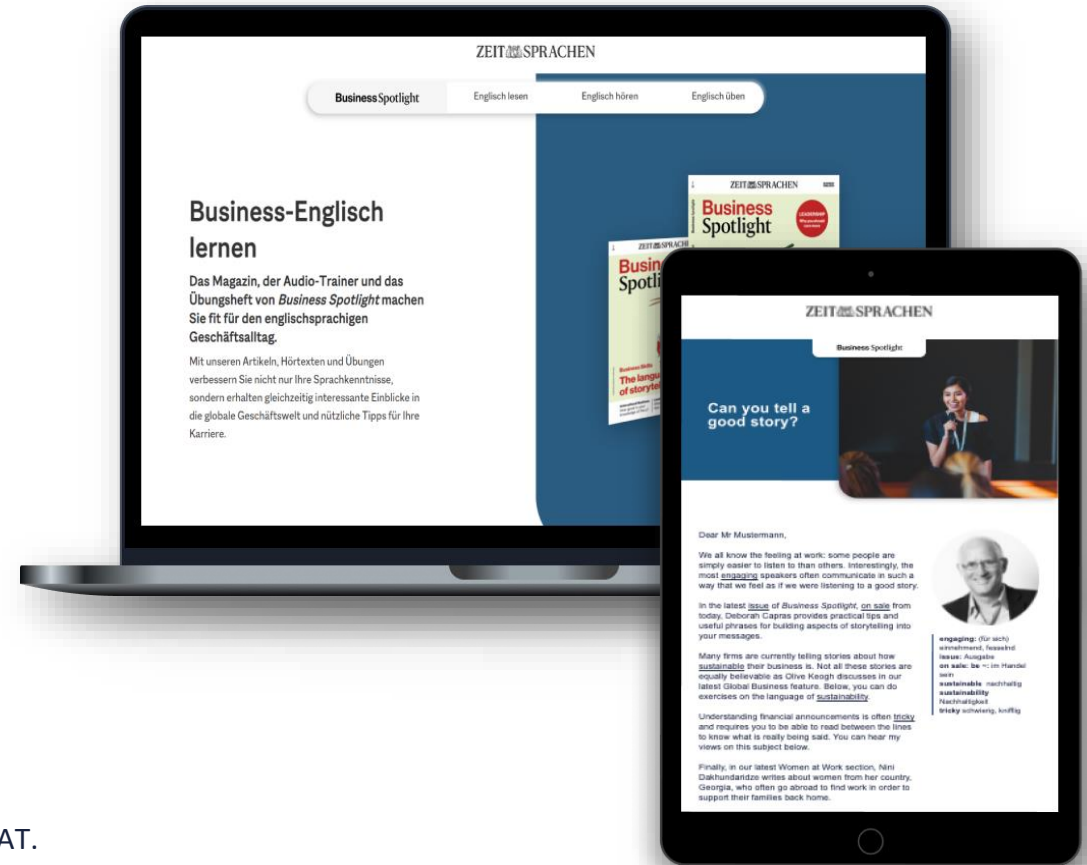 ZEIT SPRACHEN
Business Spotlight
Englisch lesen
Englisch hören
Englisch üben
Business-Englisch
lernen
Das Magazin, der Audio-Trainer und das
Übungsheft von Business Spotlight machen
Sie fit für den englischsprachigen
Geschäftsalltag.
Mit unseren Artikeln, Hörtexten und Übungen
verbessern Sie nicht nur Ihre Sprachkenntnisse,
sondern erhalten gleichzeitig interessante Einblicke in
die globale Geschäftswelt und nützliche Tipps für Ihre
Karriere.
ZEIT SPRACHEN
Business
Spotlight
LEADERSHIP
ZEIT SPRACH
Busin
Spotli
Business Skills
The langu
of storyte
ZEIT SPRACHEN
Business Spotlight
Can you tell a
good story?
Dear Mr Mustermann,
We all know the feeling at work: some people are
simply easier to listen to than others. Interestingly, the
most engaging speakers often communicate in such a
way that we feel as if we were listening to a good story.
In the latest issue of Business Spotlight, on sale from
today, Deborah Capras provides practical tips and
useful phrases for building aspects of storytelling into
your messages.
Many firms are currently telling stories about how
sustainable their business is. Not all these stories are
equally believable as Olive Keogh discusses in our
latest Global Business feature. Below, you can do
exercises on the language of sustainability.
Understanding financial announcements is often tricky
and requires you to be able to read between the lines
to know what is really being said. You can hear my
views on this subject below.
Finally, in our latest Women at Work section, Nini
Dakhundaridze writes about women from her country,
Georgia, who often go abroad to find work in order to
support their families back home.
engaging: (für sich)
einnehmend, fesselnd
issue: Ausgabe
on sale: be ~: im Handel
sein
sustainable nachhaltig
sustainability
Nachhaltigkeit
tricky schwierig, knifflig
AT.